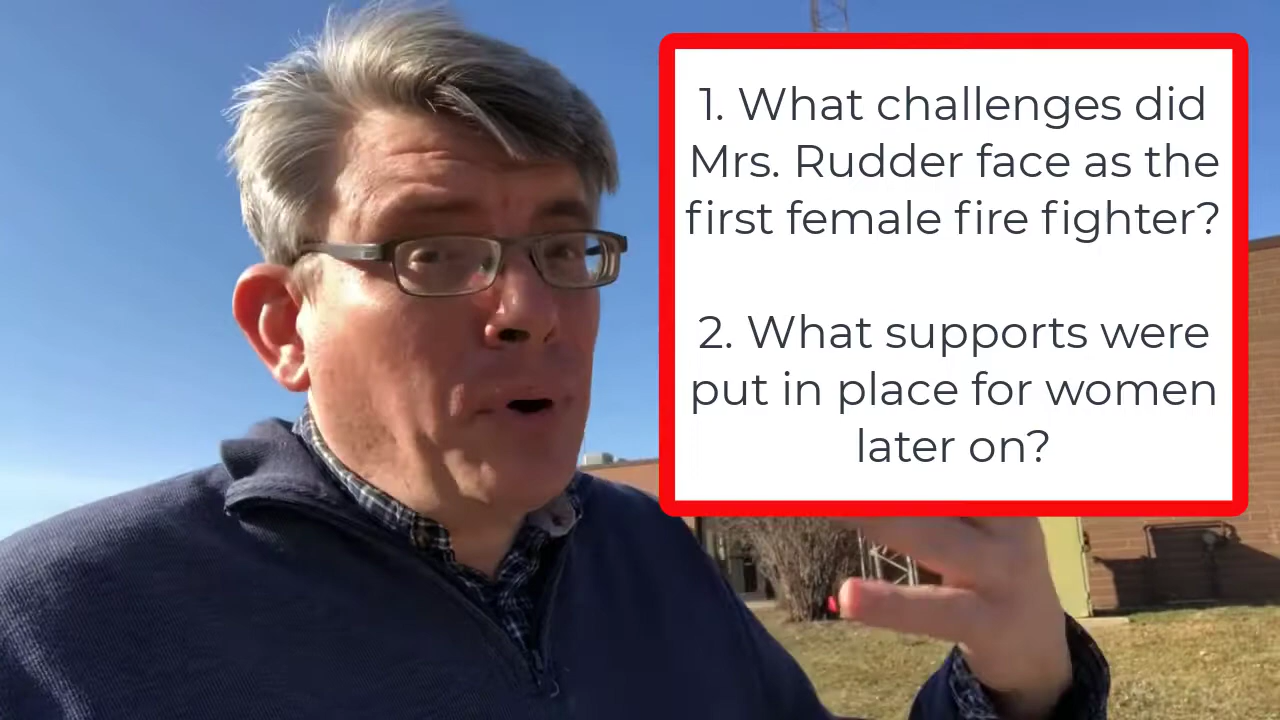 1. What challenges did
Mrs. Rudder face as the
first female fire fighter?
2. What supports were
put in place for women
later on?